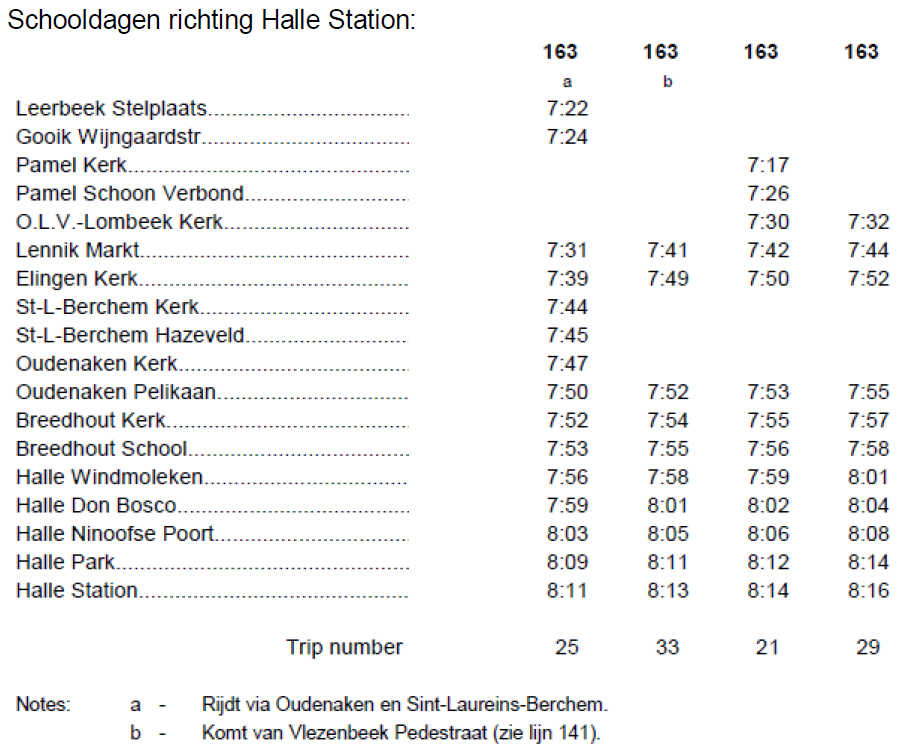 Schooldagen richting Halle Station:
163 163 163 163
a b
Leerbeek Stelplaats 7:22
Gooik Wijngaardstr 7:24
Pamel Kerk 7:17
Pamel Schoon Verbond 7:26
O.L.V.-Lombeek Kerk 7:30 7:32
Lennik Markt 7:31 7:41 7:42 7:44
Elingen Kerk 7:39 7:49 7:50 7:52
St-L-Berchem Kerk 7:44
St-L-Berchem Hazeveld 7:45
Oudenaken Kerk 7:47
Oudenaken Pelikaan 7:50 7:52 7:53 7:55
Breedhout Kerk 7:52 7:54 7:55 7:57
Breedhout School 7:53 7:55 7:56 7:58
Halle Windmoleken 7:56 7:58 7:59 8:01
Halle Don Bosco 7:59 8:01 8:02 8:04
Halle Ninoofse Poort 8:03 8:05 8:06 8:08
Halle Park 8:09 8:11 8:12 8:14
Halle Station 8:11 8:13 8:14 8:16
Trip number 25 33 21 29
Notes: a - Rijdt via Oudenaken en Sint-Laureins-Berchem.
b - Komt van Vlezenbeek Pedestraat (zie lijn 141).